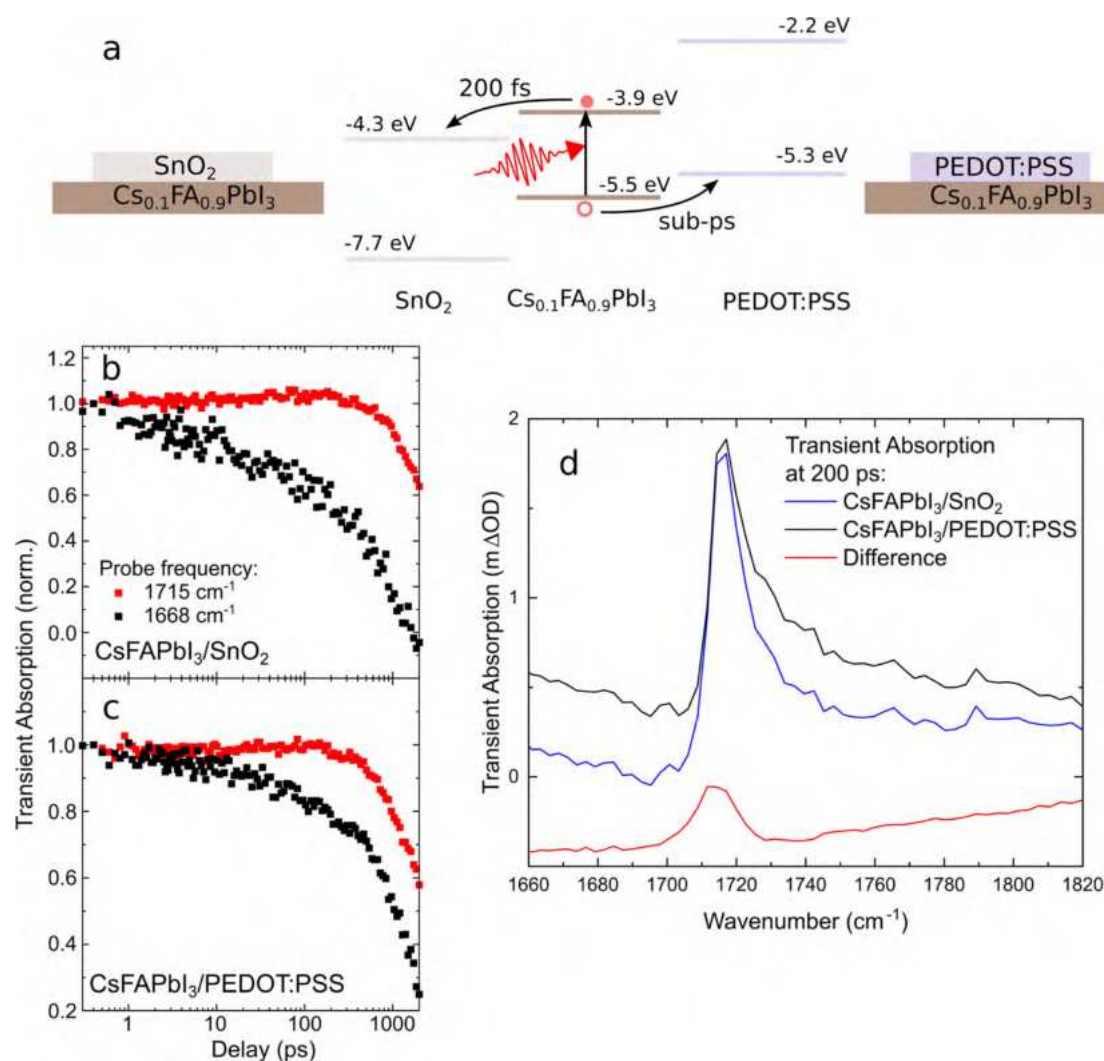 a
-2.2 eV
200 fs
-3.9 eV
-4.3 eV
-5.3 eV
SnO₂
PEDOT:PSS
Cs₀.₁FA₀.₉PbI₃
-5.5 eV
Cs₀.₁FA₀.₉PbI₃
sub-ps
-7.7 eV
SnO₂
Cs₀.₁FA₀.₉PbI₃
PEDOT:PSS
b
1.2
1.0
0.8
0.6
0.4
0.2
0.0
Probe frequency:
1715 cm⁻¹
1668 cm⁻¹
CsFAPbI₃/SnO₂
c
1.0
0.8
0.6
0.4
0.2
CsFAPbI₃/PEDOT:PSS
Transient Absorption (norm.)
1
10
100
1000
Delay (ps)
d
Transient Absorption
at 200 ps:
CsFAPbI₃/SnO₂
CsFAPbI₃/PEDOT:PSS
Difference
2
1
0
Transient Absorption (m ΔOD)
1660
1680
1700
1720
1740
1760
1780
1800
1820
Wavenumber (cm⁻¹)